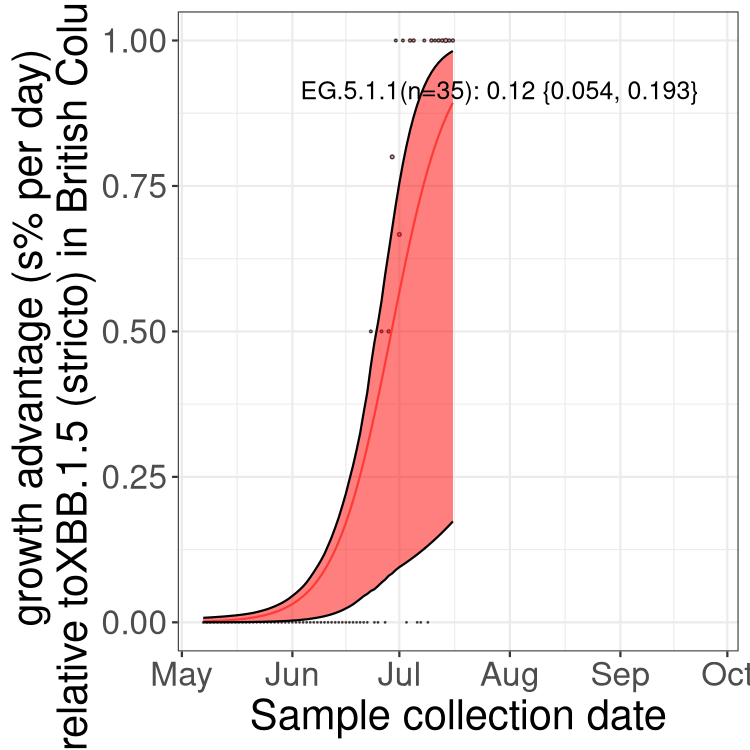 growth advantage (s% per day)
relative toXBB.1.5 (stricto) in British Colu
1.00
0.75
0.50
0.25
0.00
EG.5.1.1(n=35): 0.12 {0.054, 0.193}
May Jun Jul Aug Sep Oct
Sample collection date